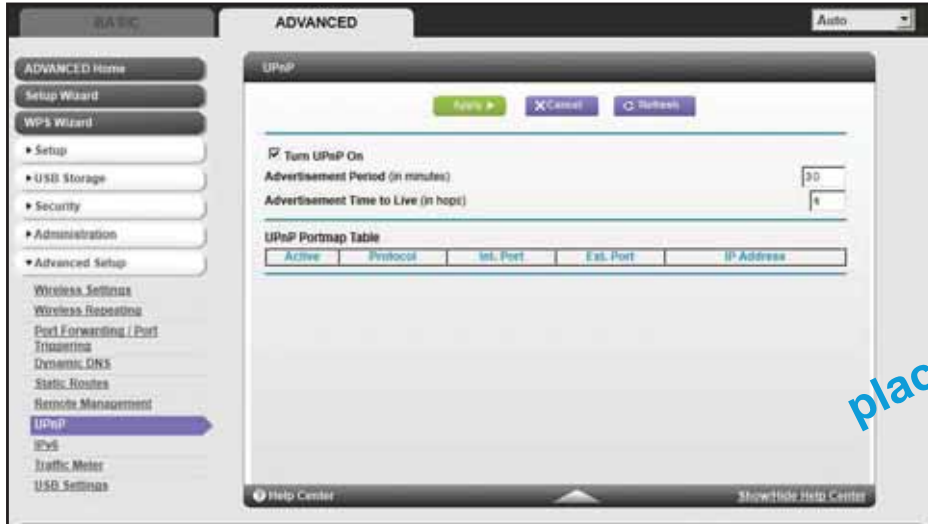 BASIC
ADVANCED
Auto
ADVANCED Home
Setup Wizard
WPS Wizard
Setup
USB Storage
Security
Administration
Advanced Setup
Wireless Settings
Wireless Repeating
Port Forwarding / Port
Triggering
Dynamic DNS
Static Routes
Remote Management
UPnP
IPv6
Traffic Meter
USB Settings
UPnP
Apply
Cancel
Refresh
Turn UPnP On
Advertisement Period (in minutes) 30
Advertisement Time to Live (in hops) 4
UPnP Portmap Table
Active Protocol Int. Port Ext. Port IP Address
Help Center
Show/Hide Help Center
plac